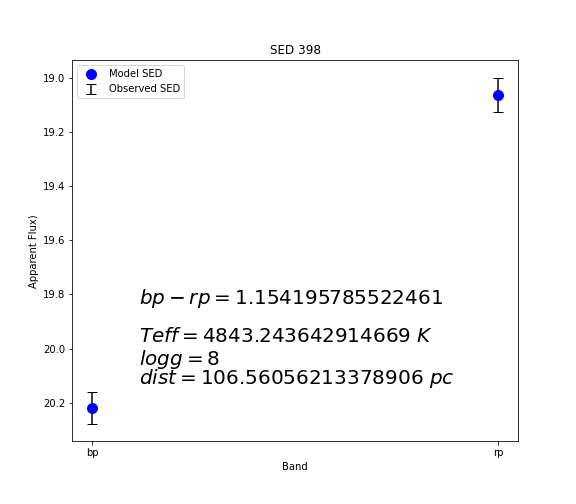 SED 398
Model SED
Observed SED
19.0
19.2
19.4
19.6
19.8
20.0
20.2
Apparent Flux)
bp − rp = 1.154195785522461
Teff = 4843.243642914669 K
logg = 8
dist = 106.56056213378906 pc
bp
rp
Band